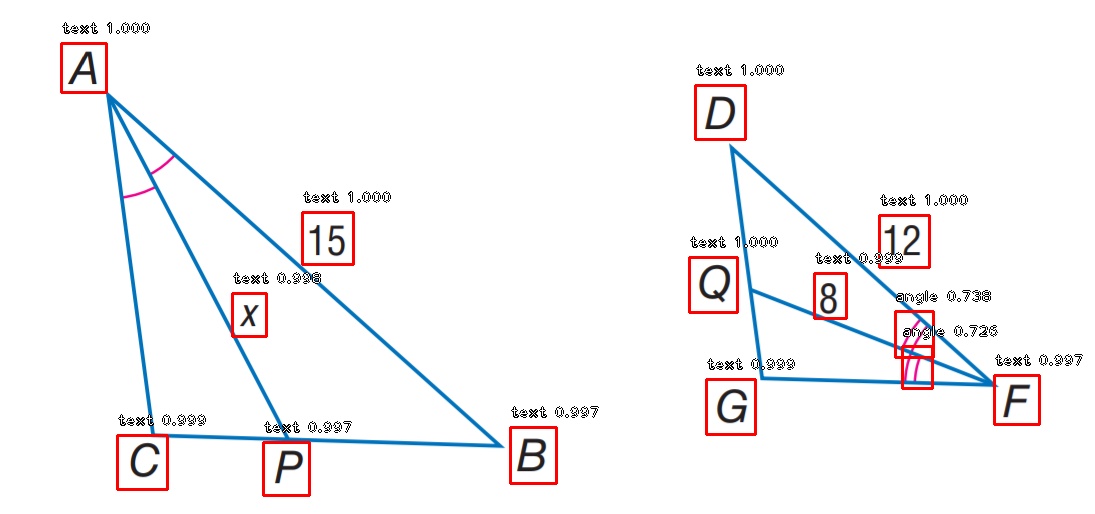 text 1.000
A
text 1.000
D
text 1.000
15
text 1.000
12
text 1.000
Q
text 0.999
8
text 0.998
x
angle 0.738
angle 0.726
text 0.999
G
text 0.997
F
text 0.999
C
text 0.997
P
text 0.997
B